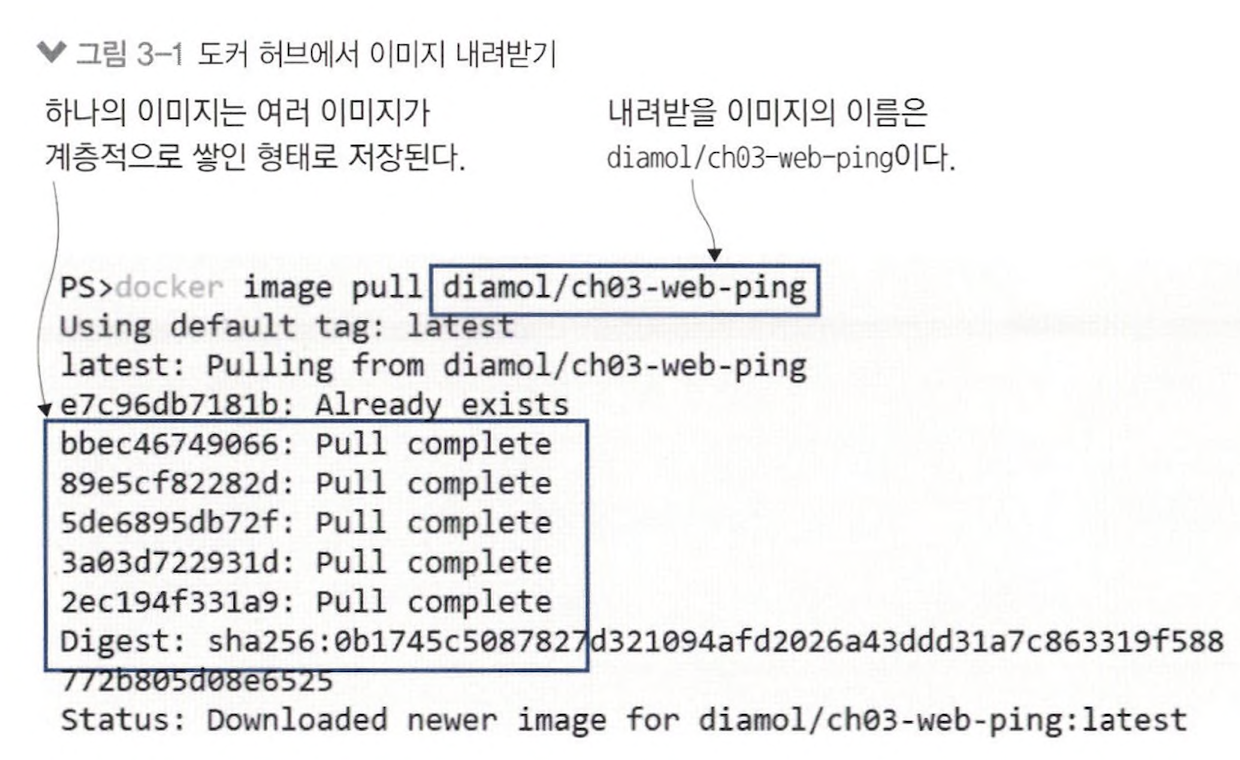 그림 3-1 도커 허브에서 이미지 내려받기
하나의 이미지는 여러 이미지가
계층적으로 쌓인 형태로 저장된다.
내려받을 이미지의 이름은
diamol/ch03-web-ping이다.
PS>docker image pull diamol/ch03-web-ping
Using default tag: latest
latest: Pulling from diamol/ch03-web-ping
e7c96db7181b: Already exists
bbec46749066: Pull complete
89e5cf82282d: Pull complete
5de6895db72f: Pull complete
3a03d722931d: Pull complete
2ec194f331a9: Pull complete
Digest: sha256:0b1745c5087827d321094afd2026a43ddd31a7c863319f588
772b805d08e6525
Status: Downloaded newer image for diamol/ch03-web-ping:latest